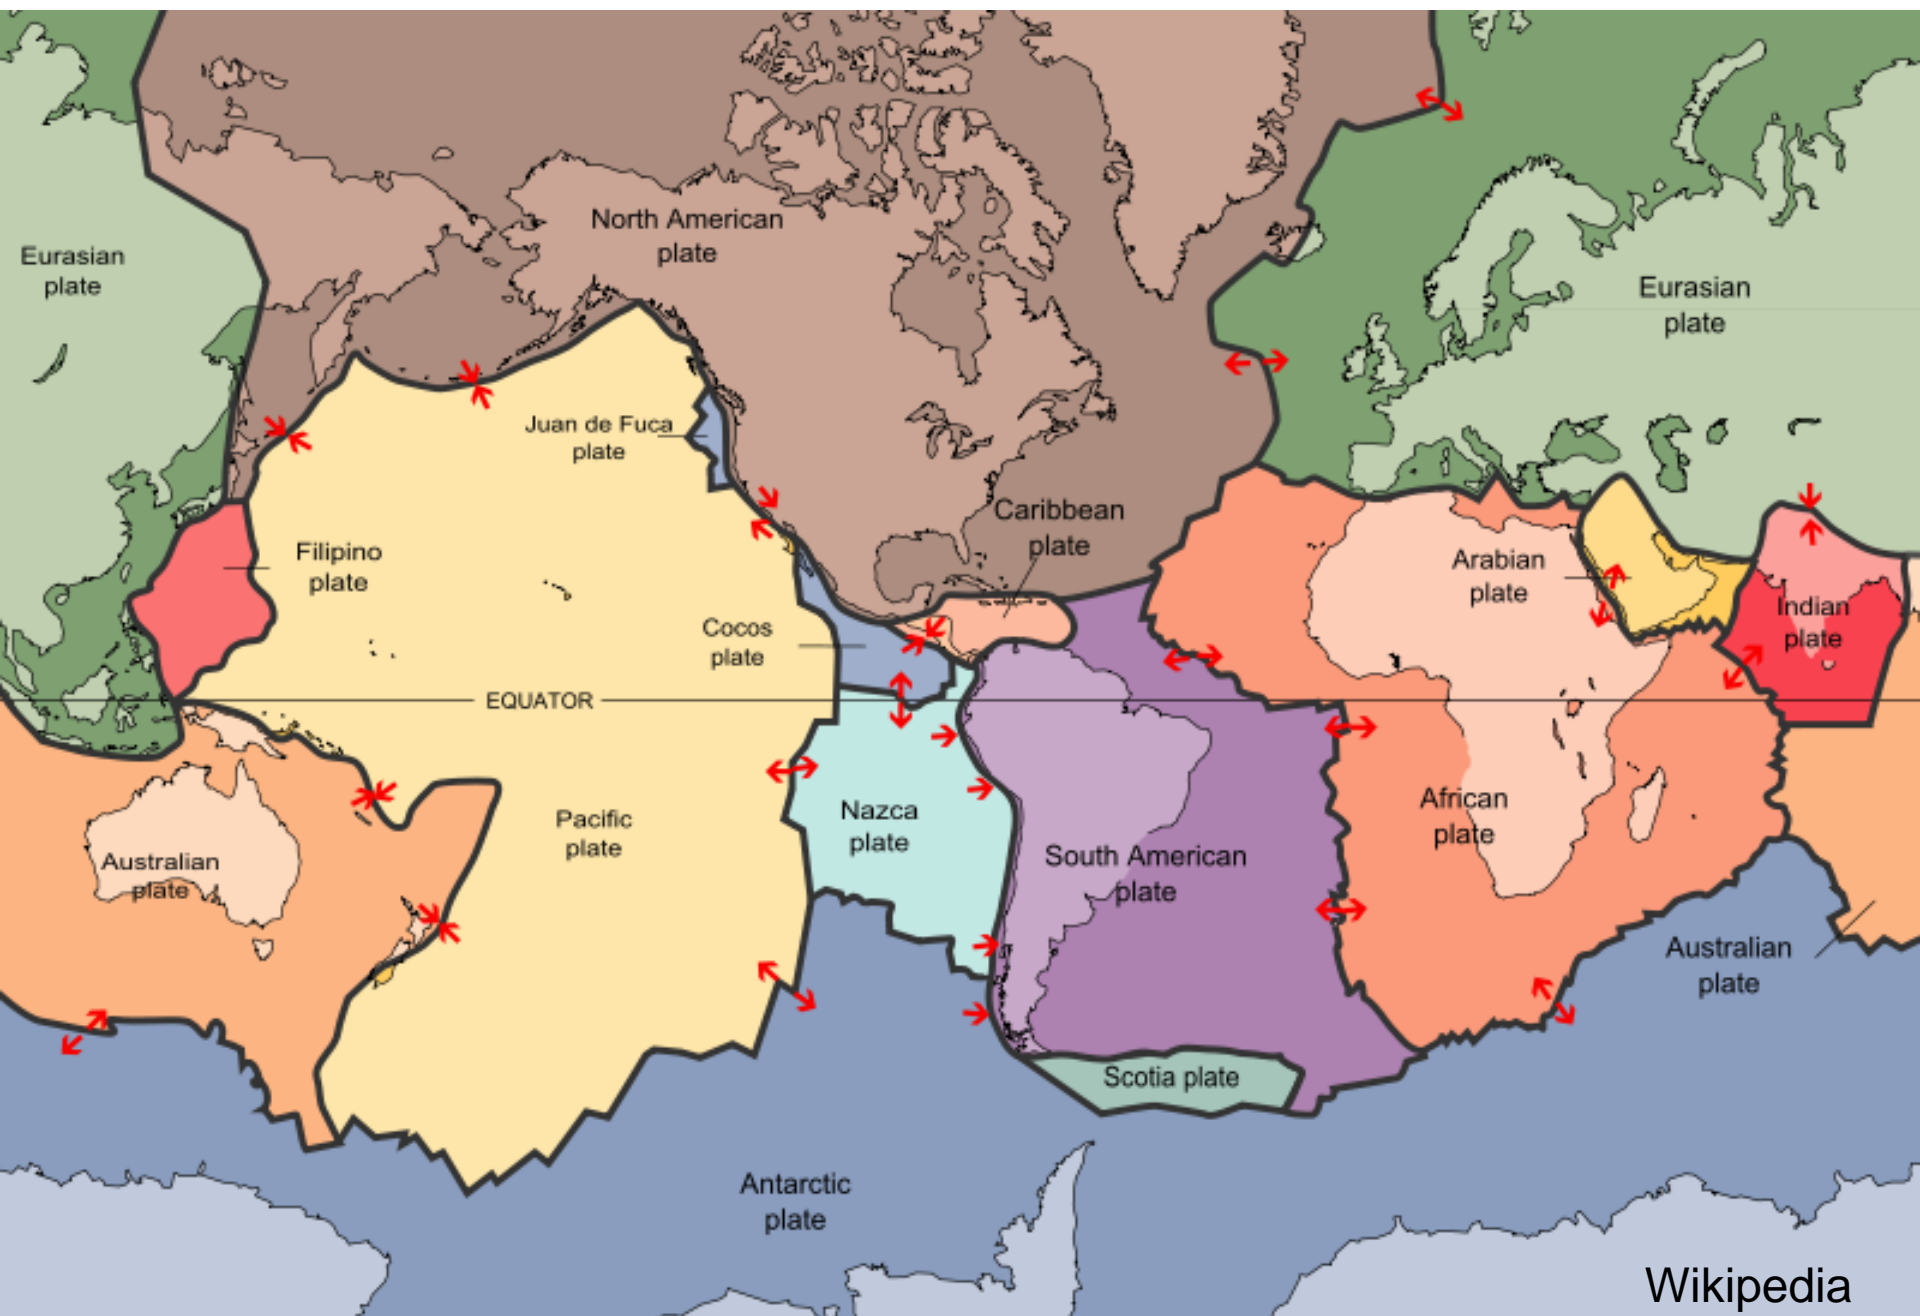 North American
plate
Eurasian
plate
Eurasian
plate
Juan de Fuca
plate
Caribbean
plate
Filipino
plate
Arabian
plate
Indian
plate
Cocos
plate
EQUATOR
Nazca
plate
Pacific
plate
African
plate
Australian
plate
South American
plate
Australian
plate
Scotia plate
Antarctic
plate
Wikipedia